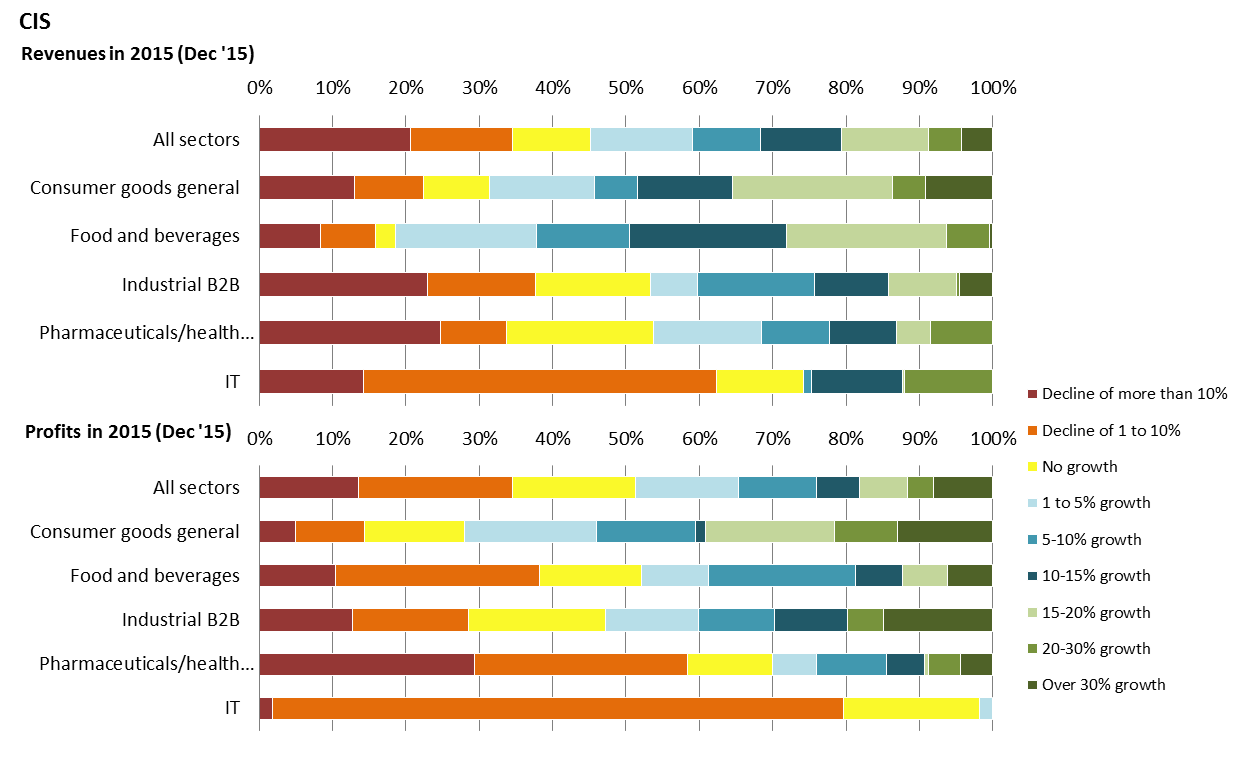 CIS
Revenues in 2015 (Dec '15)
0% 10% 20% 30% 40% 50% 60% 70% 80% 90% 100%
All sectors
Consumer goods general
Food and beverages
Industrial B2B
Pharmaceuticals/health...
IT
Profits in 2015 (Dec '15)
0% 10% 20% 30% 40% 50% 60% 70% 80% 90% 100%
All sectors
Consumer goods general
Food and beverages
Industrial B2B
Pharmaceuticals/health...
IT
Decline of more than 10%
Decline of 1 to 10%
No growth
1 to 5% growth
5-10% growth
10-15% growth
15-20% growth
20-30% growth
Over 30% growth